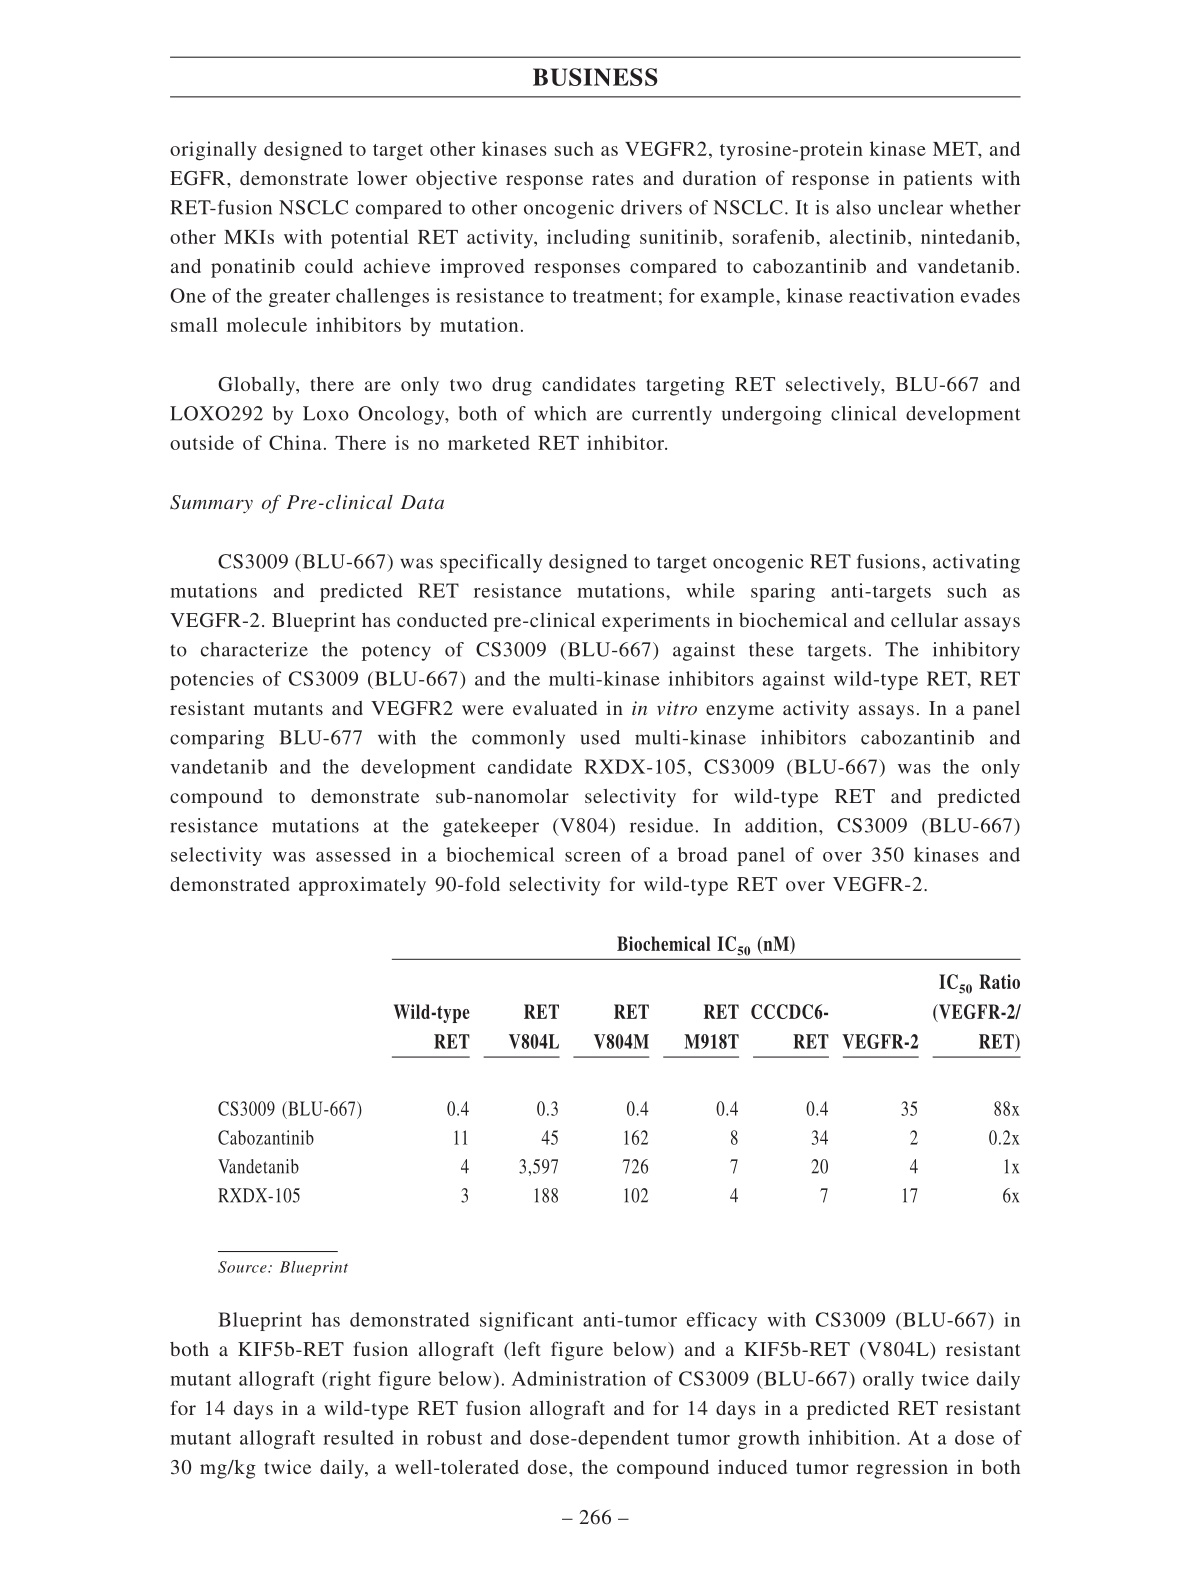 BUSINESS
originally designed to target other kinases such as VEGFR2, tyrosine-protein kinase MET, and
EGFR, demonstrate lower objective response rates and duration of response in patients with
RET-fusion NSCLC compared to other oncogenic drivers of NSCLC. It is also unclear whether
other MKIs with potential RET activity, including sunitinib, sorafenib, alectinib, nintedanib,
and ponatinib could achieve improved responses compared to cabozantinib and vandetanib.
One of the greater challenges is resistance to treatment; for example, kinase reactivation evades
small molecule inhibitors by mutation.
Globally, there are only two drug candidates targeting RET selectively, BLU-667 and
LOXO292 by Loxo Oncology, both of which are currently undergoing clinical development
outside of China. There is no marketed RET inhibitor.
Summary of Pre-clinical Data
CS3009 (BLU-667) was specifically designed to target oncogenic RET fusions, activating
mutations and predicted RET resistance mutations, while sparing anti-targets such as
VEGFR-2. Blueprint has conducted pre-clinical experiments in biochemical and cellular assays
to characterize the potency of CS3009 (BLU-667) against these targets. The inhibitory
potencies of CS3009 (BLU-667) and the multi-kinase inhibitors against wild-type RET, RET
resistant mutants and VEGFR2 were evaluated in in vitro enzyme activity assays. In a panel
comparing BLU-677 with the commonly used multi-kinase inhibitors cabozantinib and
vandetanib and the development candidate RXDX-105, CS3009 (BLU-667) was the only
compound to demonstrate sub-nanomolar selectivity for wild-type RET and predicted
resistance mutations at the gatekeeper (V804) residue. In addition, CS3009 (BLU-667)
selectivity was assessed in a biochemical screen of a broad panel of over 350 kinases and
demonstrated approximately 90-fold selectivity for wild-type RET over VEGFR-2.
Biochemical IC50 (nM)
IC50 Ratio
Wild-type RET RET RET CCCDC6- (VEGFR-2/
RET V804L V804M M918T RET VEGFR-2 RET)
CS3009 (BLU-667) 0.4 0.3 0.4 0.4 0.4 35 88x
Cabozantinib 11 45 162 8 34 2 0.2x
Vandetanib 4 3,597 726 7 20 4 1x
RXDX-105 3 188 102 4 7 17 6x
Source: Blueprint
Blueprint has demonstrated significant anti-tumor efficacy with CS3009 (BLU-667) in
both a KIF5b-RET fusion allograft (left figure below) and a KIF5b-RET (V804L) resistant
mutant allograft (right figure below). Administration of CS3009 (BLU-667) orally twice daily
for 14 days in a wild-type RET fusion allograft and for 14 days in a predicted RET resistant
mutant allograft resulted in robust and dose-dependent tumor growth inhibition. At a dose of
30 mg/kg twice daily, a well-tolerated dose, the compound induced tumor regression in both
– 266 –